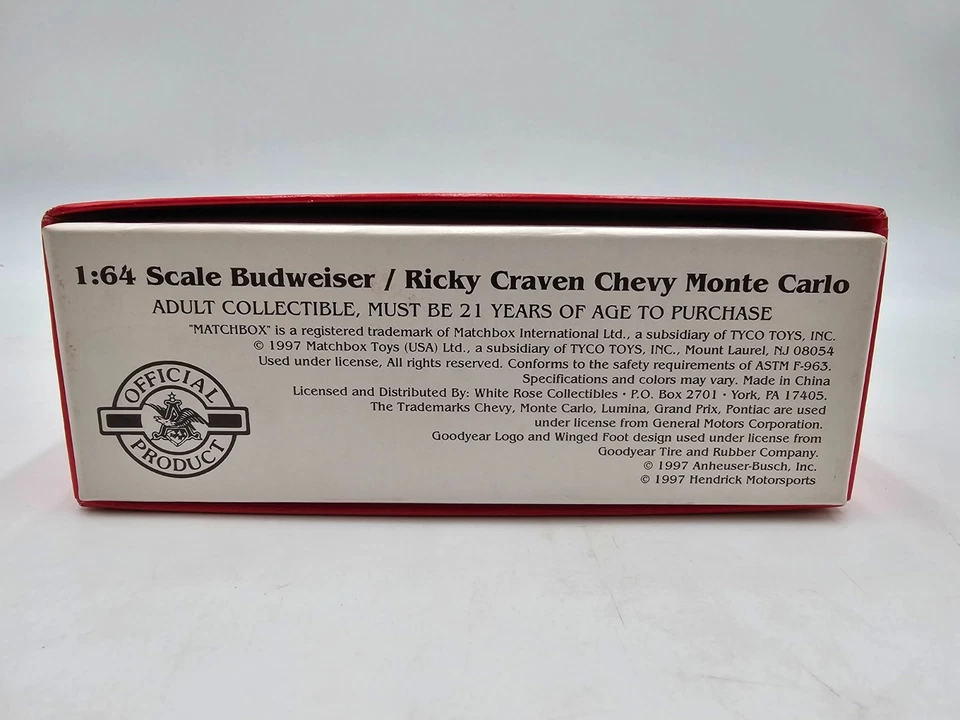 1:64 Scale Budweiser / Ricky Craven Chevy Monte Carlo
ADULT COLLECTIBLE, MUST BE 21 YEARS OF AGE TO PURCHASE
"MATCHBOX" is a registered trademark of Matchbox International Ltd., a subsidiary of TYCO TOYS, INC.
© 1997 Matchbox Toys (USA) Ltd., a subsidiary of TYCO TOYS, INC., Mount Laurel, NJ 08054
Used under license, All rights reserved. Conforms to the safety requirements of ASTM F-963.
Specifications and colors may vary. Made in China
Licensed and Distributed By: White Rose Collectibles • P.O. Box 2701 • York, PA 17405.
The Trademarks Chevy, Monte Carlo, Lumina, Grand Prix, Pontiac are used
under license from General Motors Corporation.
Goodyear Logo and Winged Foot design used under license from
Goodyear Tire and Rubber Company.
© 1997 Anheuser-Busch, Inc.
© 1997 Hendrick Motorsports
OFFICIAL
PRODUCT